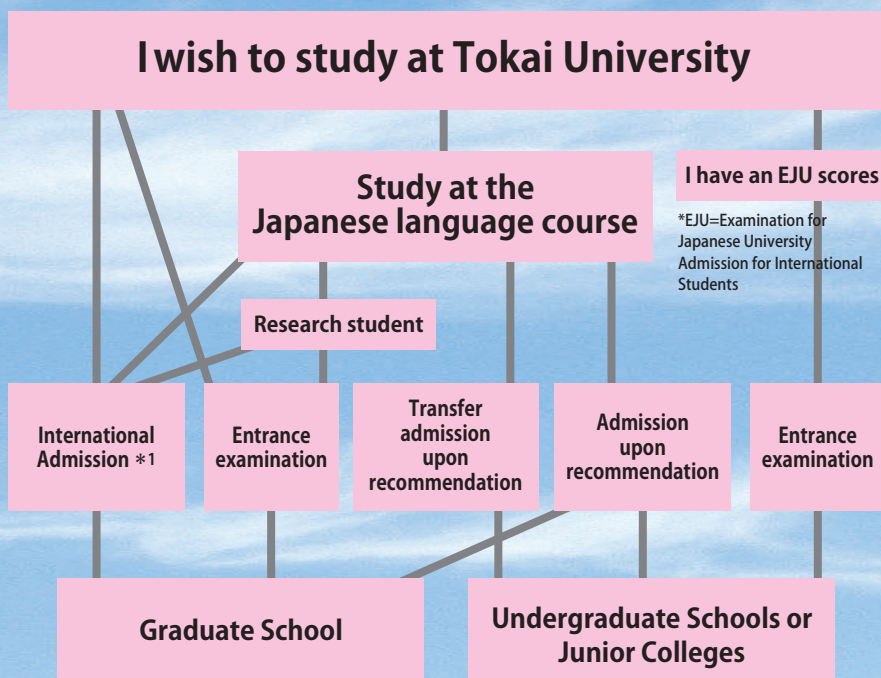 I wish to study at Tokai University
Study at the
Japanese language course
I have an EJU scores
*EJU=Examination for
Japanese University
Admission for International
Students
Research student
International
Admission *1
Entrance
examination
Transfer
admission
upon
recommendation
Admission
upon
recommendation
Entrance
examination
Graduate School
Undergraduate Schools or
Junior Colleges